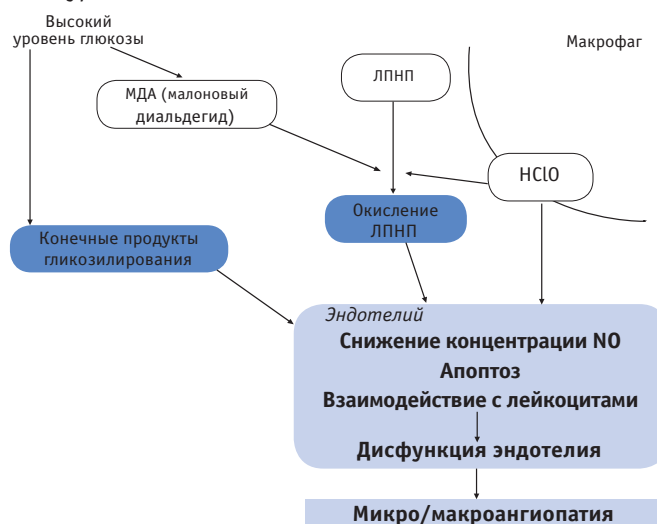 Высокий
уровень глюкозы
Макрофаг
ЛПНП
МДА (малоновый
диальдегид)
HClO
Окисление
ЛПНП
Конечные продукты
гликозилирования
Эндотелий
Снижение концентрации NO
Апоптоз
Взаимодействие с лейкоцитами
Дисфункция эндотелия
Микро/макроангиопатия